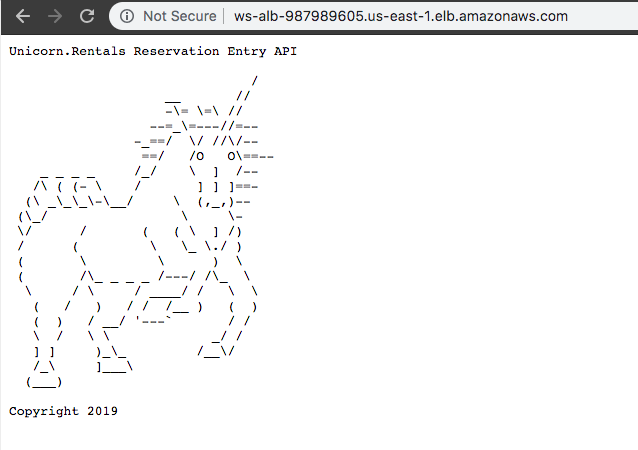 Not Secure | ws-alb-987989605.us-east-1.elb.amazonaws.com
Unicorn.Rentals Reservation Entry API
Copyright 2019